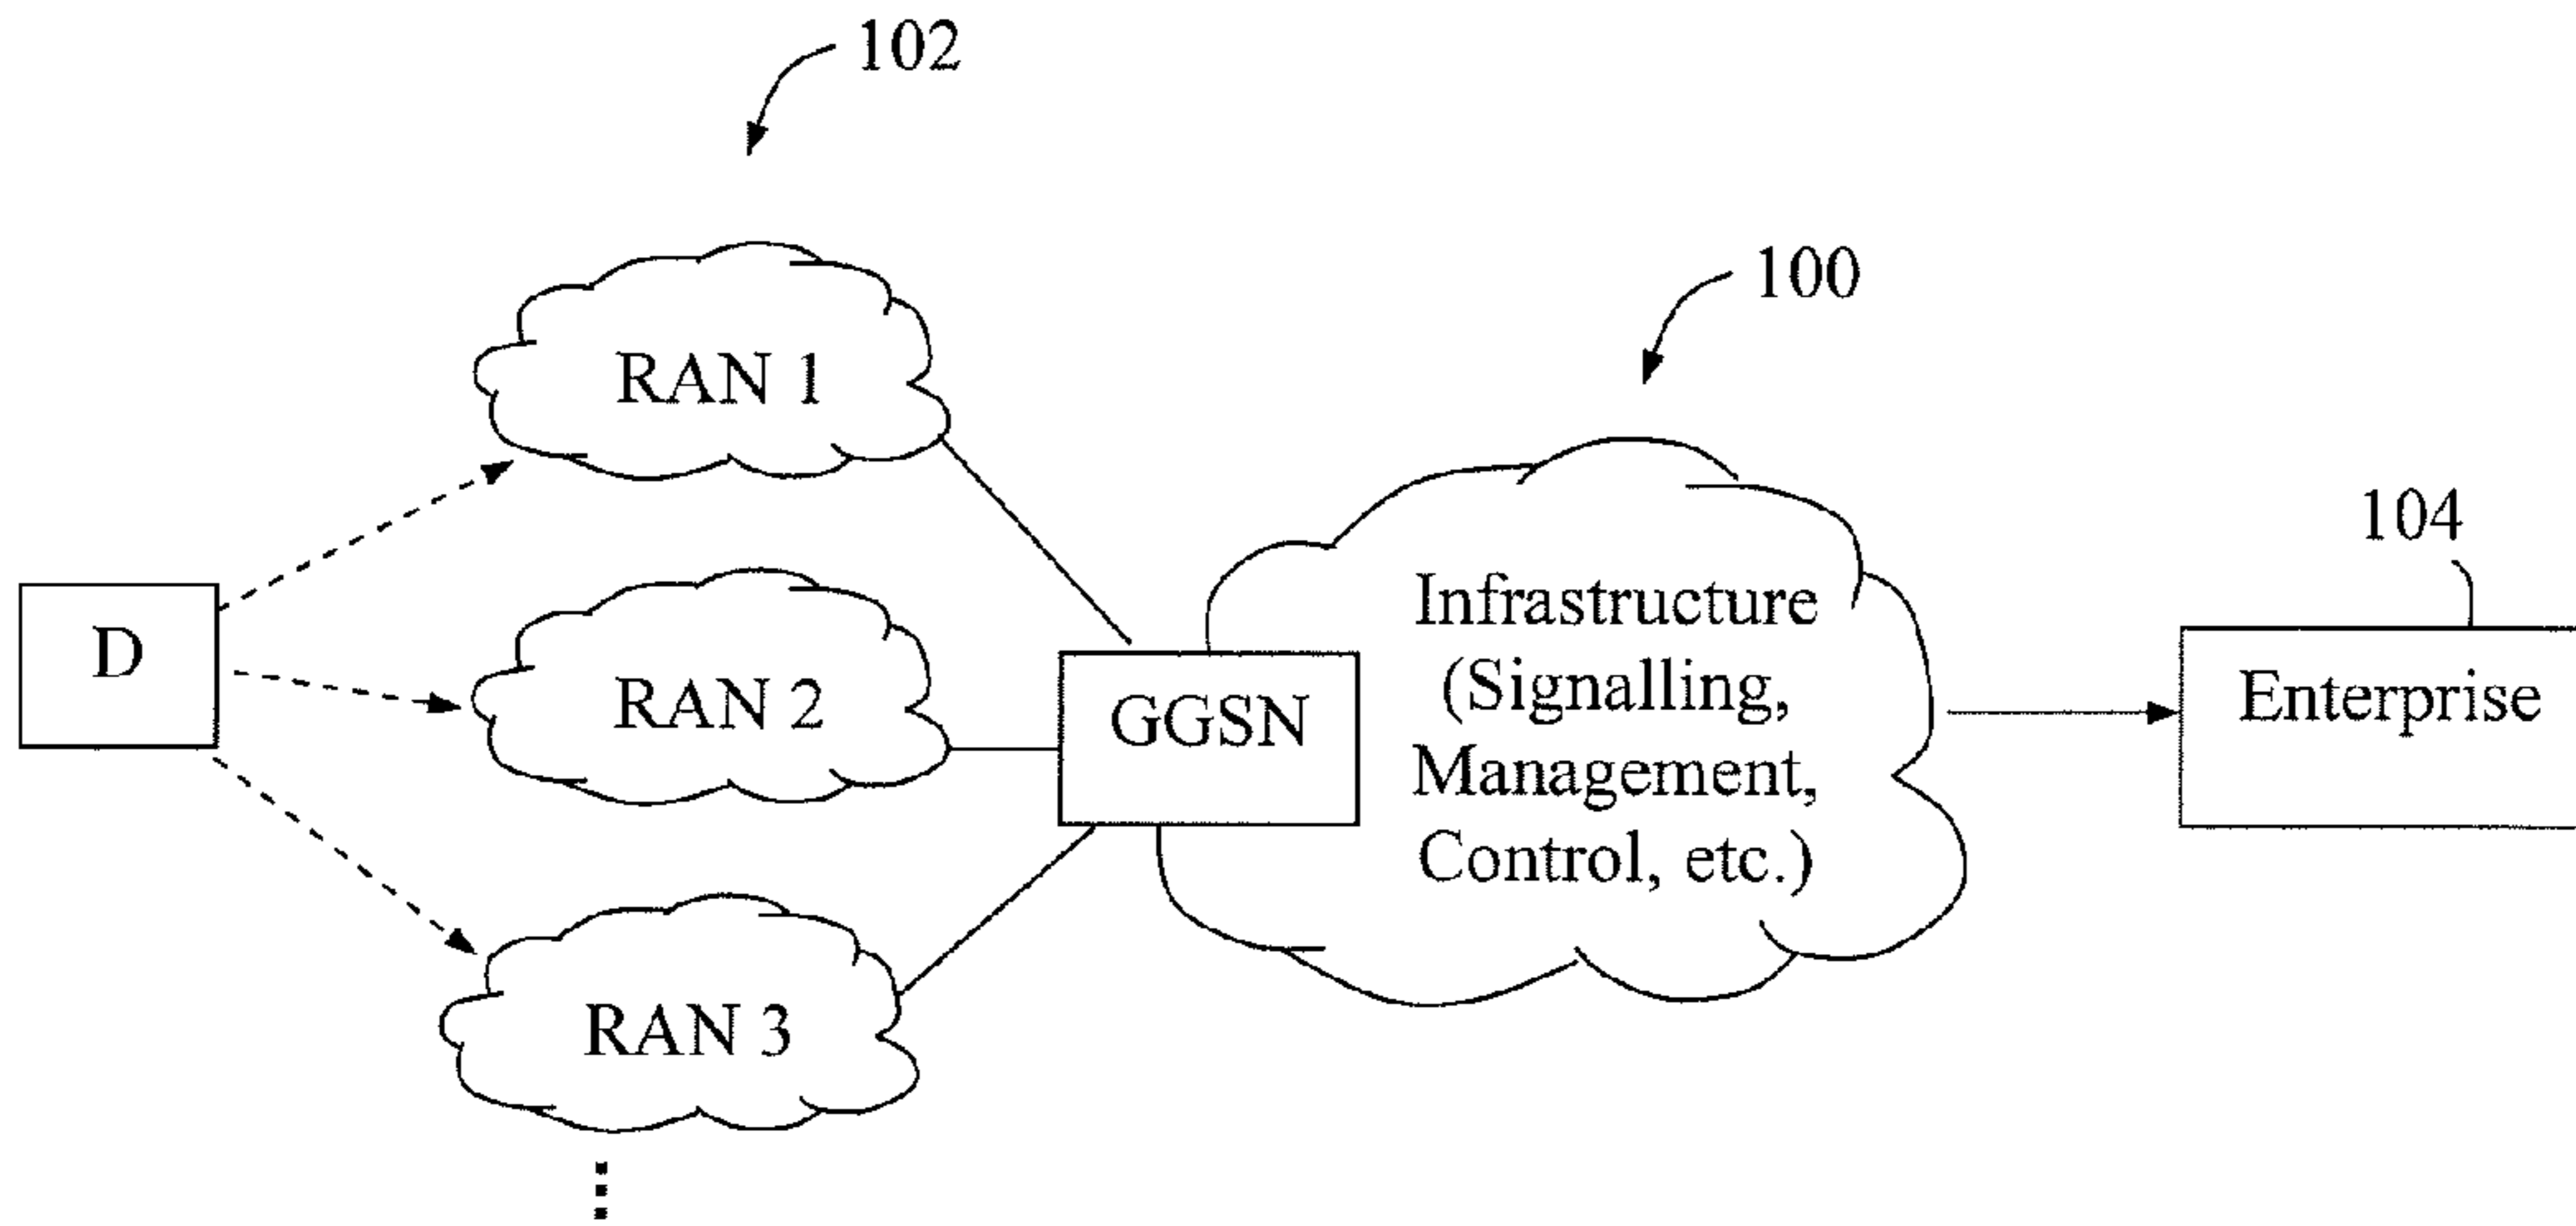 102
100
RAN 1
104
Infrastructure
(Signalling,
Management,
Control, etc.)
D
RAN 2
GGSN
Enterprise
RAN 3